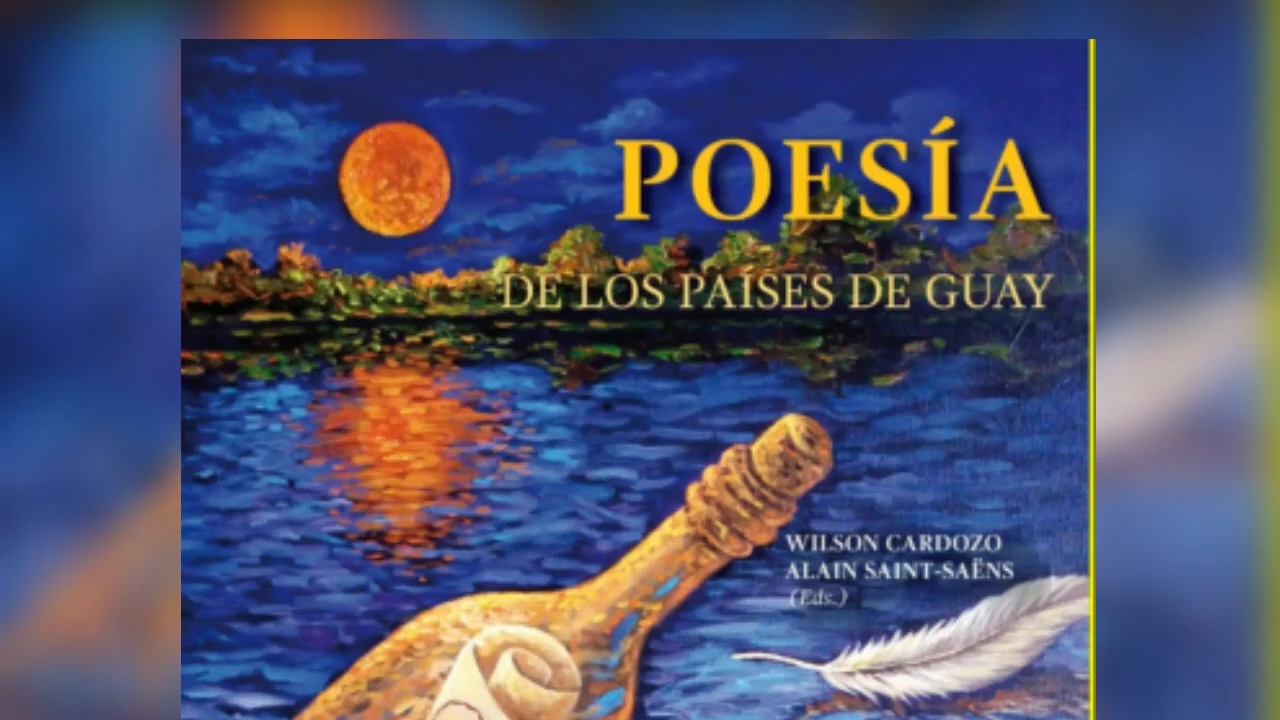 POESÍA
DE LOS PAÍSES DE GUAY
WILSON CARDOZO
ALAIN SAINT-SAËNS
(Eds.)